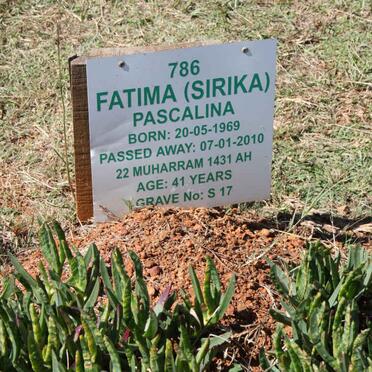 786
FATIMA (SIRIKA)
PASCALINA
BORN: 20-05-1969
PASSED AWAY: 07-01-2010
22 MUHARRAM 1431 AH
AGE: 41 YEARS
GRAVE No: S 17